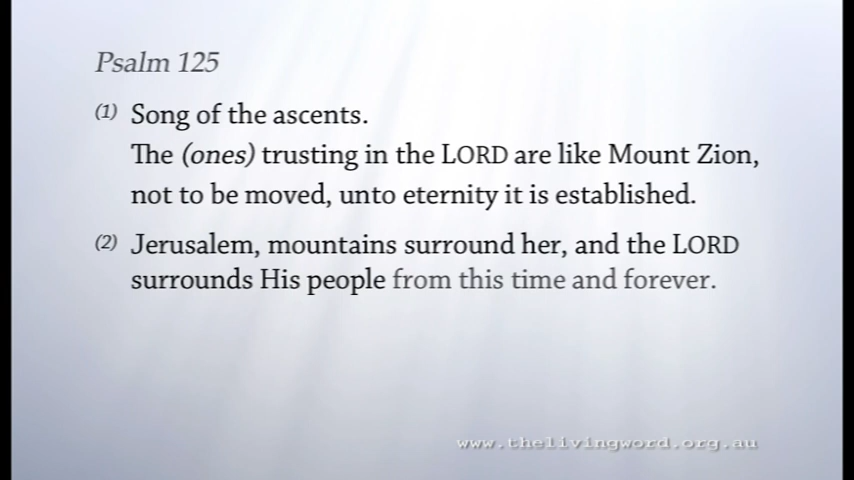 Psalm 125
(1) Song of the ascents.
The (ones) trusting in the LORD are like Mount Zion,
not to be moved, unto eternity it is established.
(2) Jerusalem, mountains surround her, and the LORD
surrounds His people from this time and forever.
www.thelivingword.org.au